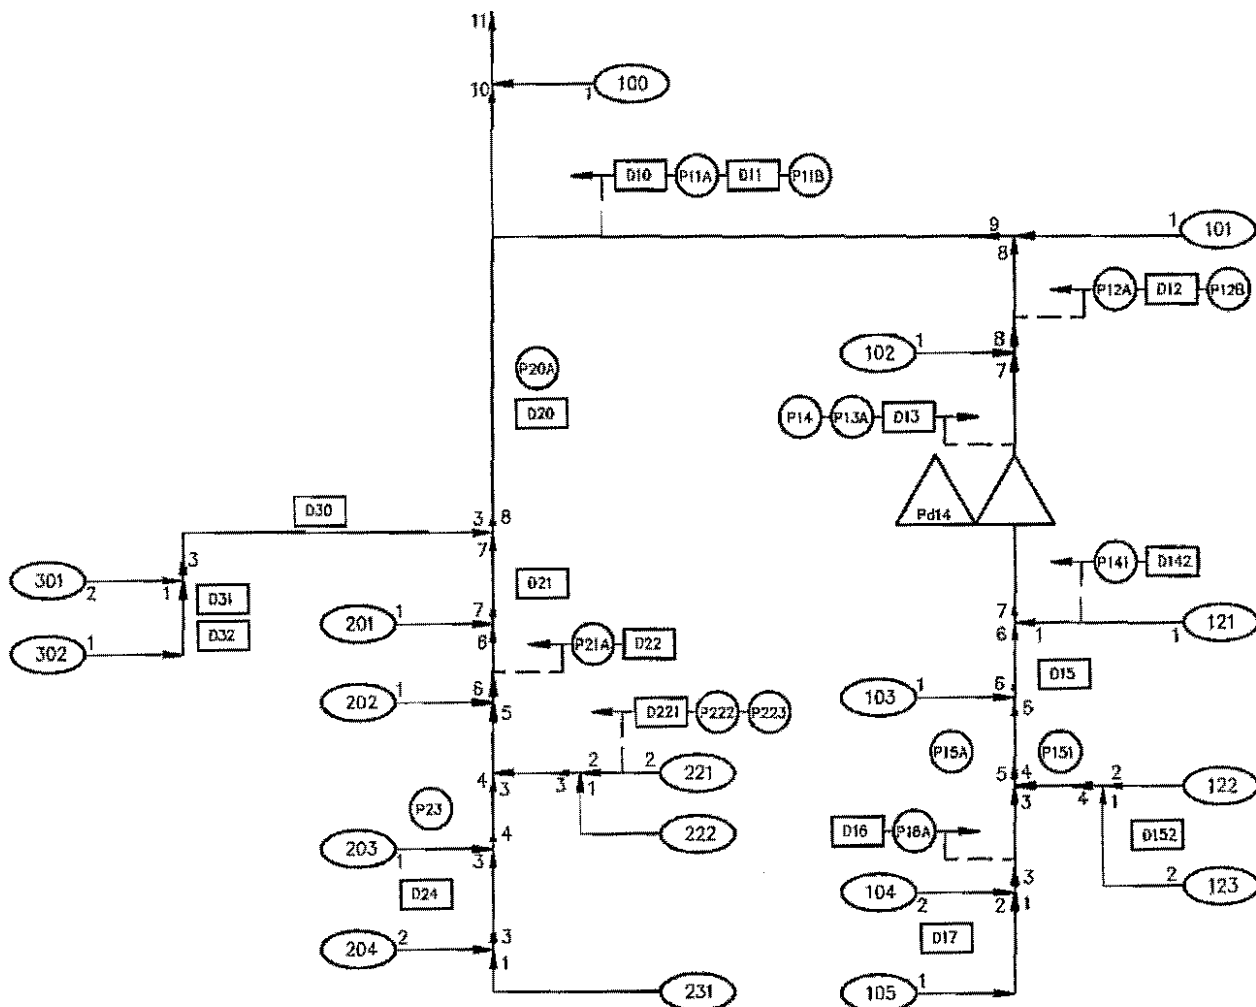 11
10 1 100
D10 P11A D11 P11B
9 1 101
8
P12A D12 P12B
102 1 8
7
P20A
P14 P13A D13
D20
Pd14
D30
3 8
7
301 2 1 3
D21
P141 D142
D31
201 1 7
6
7
6 1 1 121
302 1 D32
P21A D22
D15
202 1 6
5
103 1 6
6
D221 P222 P223
P15A P151
4 3 3 2 1 2 221
5 4 3 4 2 1 122
P23
222
D16 P16A
D152
203 1 4
3
D24
104 2 2 3 1
2 123
204 2 3
1
D17
231
105 1